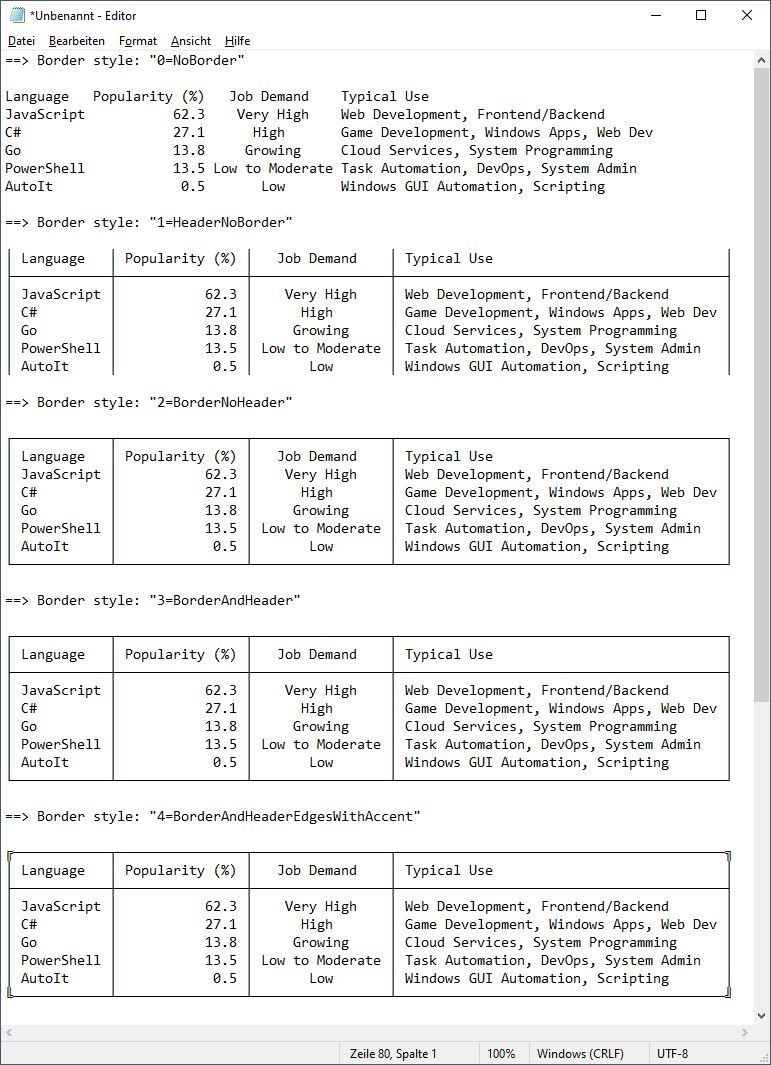 *Unbenannt - Editor
Datei Bearbeiten Format Ansicht Hilfe
==> Border style: "0=NoBorder"
Language Popularity (%) Job Demand Typical Use
JavaScript 62.3 Very High Web Development, Frontend/Backend
C# 27.1 High Game Development, Windows Apps, Web Dev
Go 13.8 Growing Cloud Services, System Programming
PowerShell 13.5 Low to Moderate Task Automation, DevOps, System Admin
AutoIt 0.5 Low Windows GUI Automation, Scripting
==> Border style: "1=HeaderNoBorder"
Language Popularity (%) Job Demand Typical Use
JavaScript 62.3 Very High Web Development, Frontend/Backend
C# 27.1 High Game Development, Windows Apps, Web Dev
Go 13.8 Growing Cloud Services, System Programming
PowerShell 13.5 Low to Moderate Task Automation, DevOps, System Admin
AutoIt 0.5 Low Windows GUI Automation, Scripting
==> Border style: "2=BorderNoHeader"
Language Popularity (%) Job Demand Typical Use
JavaScript 62.3 Very High Web Development, Frontend/Backend
C# 27.1 High Game Development, Windows Apps, Web Dev
Go 13.8 Growing Cloud Services, System Programming
PowerShell 13.5 Low to Moderate Task Automation, DevOps, System Admin
AutoIt 0.5 Low Windows GUI Automation, Scripting
==> Border style: "3=BorderAndHeader"
Language Popularity (%) Job Demand Typical Use
JavaScript 62.3 Very High Web Development, Frontend/Backend
C# 27.1 High Game Development, Windows Apps, Web Dev
Go 13.8 Growing Cloud Services, System Programming
PowerShell 13.5 Low to Moderate Task Automation, DevOps, System Admin
AutoIt 0.5 Low Windows GUI Automation, Scripting
==> Border style: "4=BorderAndHeaderEdgesWithAccent"
Language Popularity (%) Job Demand Typical Use
JavaScript 62.3 Very High Web Development, Frontend/Backend
C# 27.1 High Game Development, Windows Apps, Web Dev
Go 13.8 Growing Cloud Services, System Programming
PowerShell 13.5 Low to Moderate Task Automation, DevOps, System Admin
AutoIt 0.5 Low Windows GUI Automation, Scripting
Zeile 80, Spalte 1 100% Windows (CRLF) UTF-8